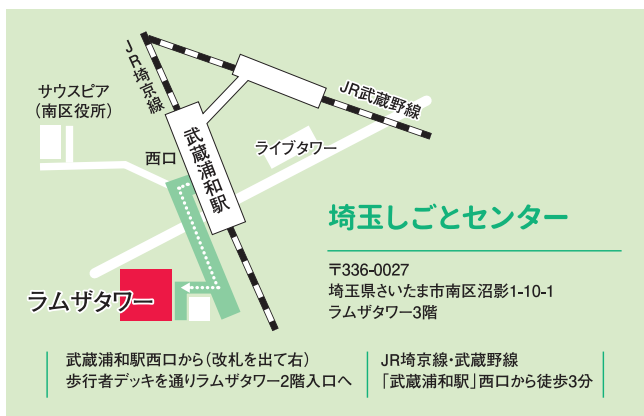 JR埼京線
JR武蔵野線
サウスピア
(南区役所)
西口
武蔵浦和駅
ライブタワー
ラムザタワー
埼玉しごとセンター
〒336-0027
埼玉県さいたま市南区沼影1-10-1
ラムザタワー3階
武蔵浦和駅西口から(改札を出て右)
歩行者デッキを通りラムザタワー2階入口へ
JR埼京線・武蔵野線
「武蔵浦和駅」西口から徒歩3分